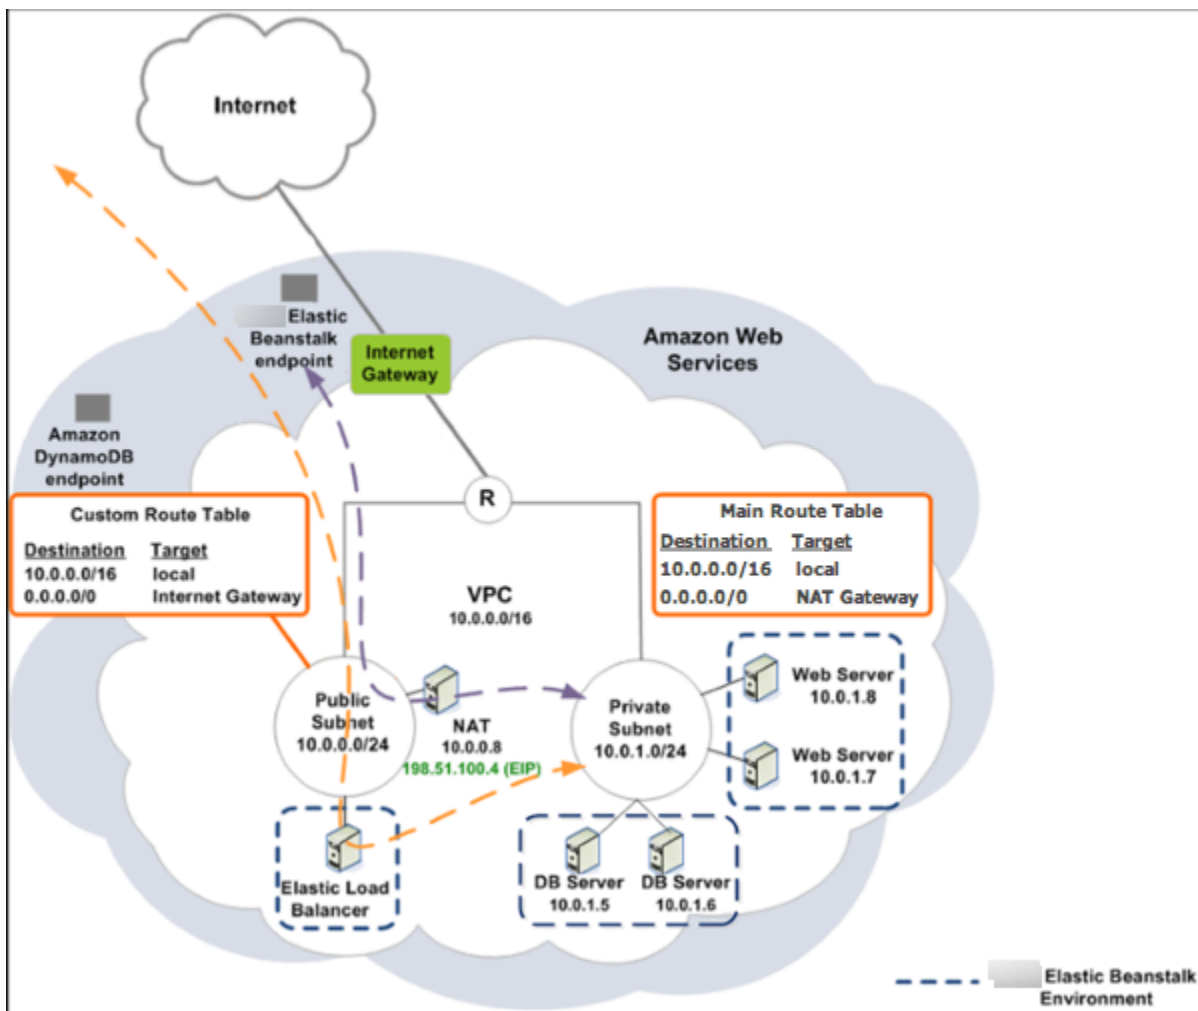 Internet
Elastic
Beanstalk
endpoint
Internet
Gateway
Amazon Web
Services
Amazon
DynamoDB
endpoint
R
Custom Route Table
Destination Target
10.0.0.0/16 local
0.0.0.0/0 Internet Gateway
Main Route Table
Destination Target
10.0.0.0/16 local
0.0.0.0/0 NAT Gateway
VPC
10.0.0.0/16
Public
Subnet
10.0.0.0/24
NAT
10.0.0.8
198.51.100.4 (EIP)
Private
Subnet
10.0.1.0/24
Web Server
10.0.1.8
Web Server
10.0.1.7
Elastic Load
Balancer
DB Server
10.0.1.5
DB Server
10.0.1.6
Elastic Beanstalk
Environment